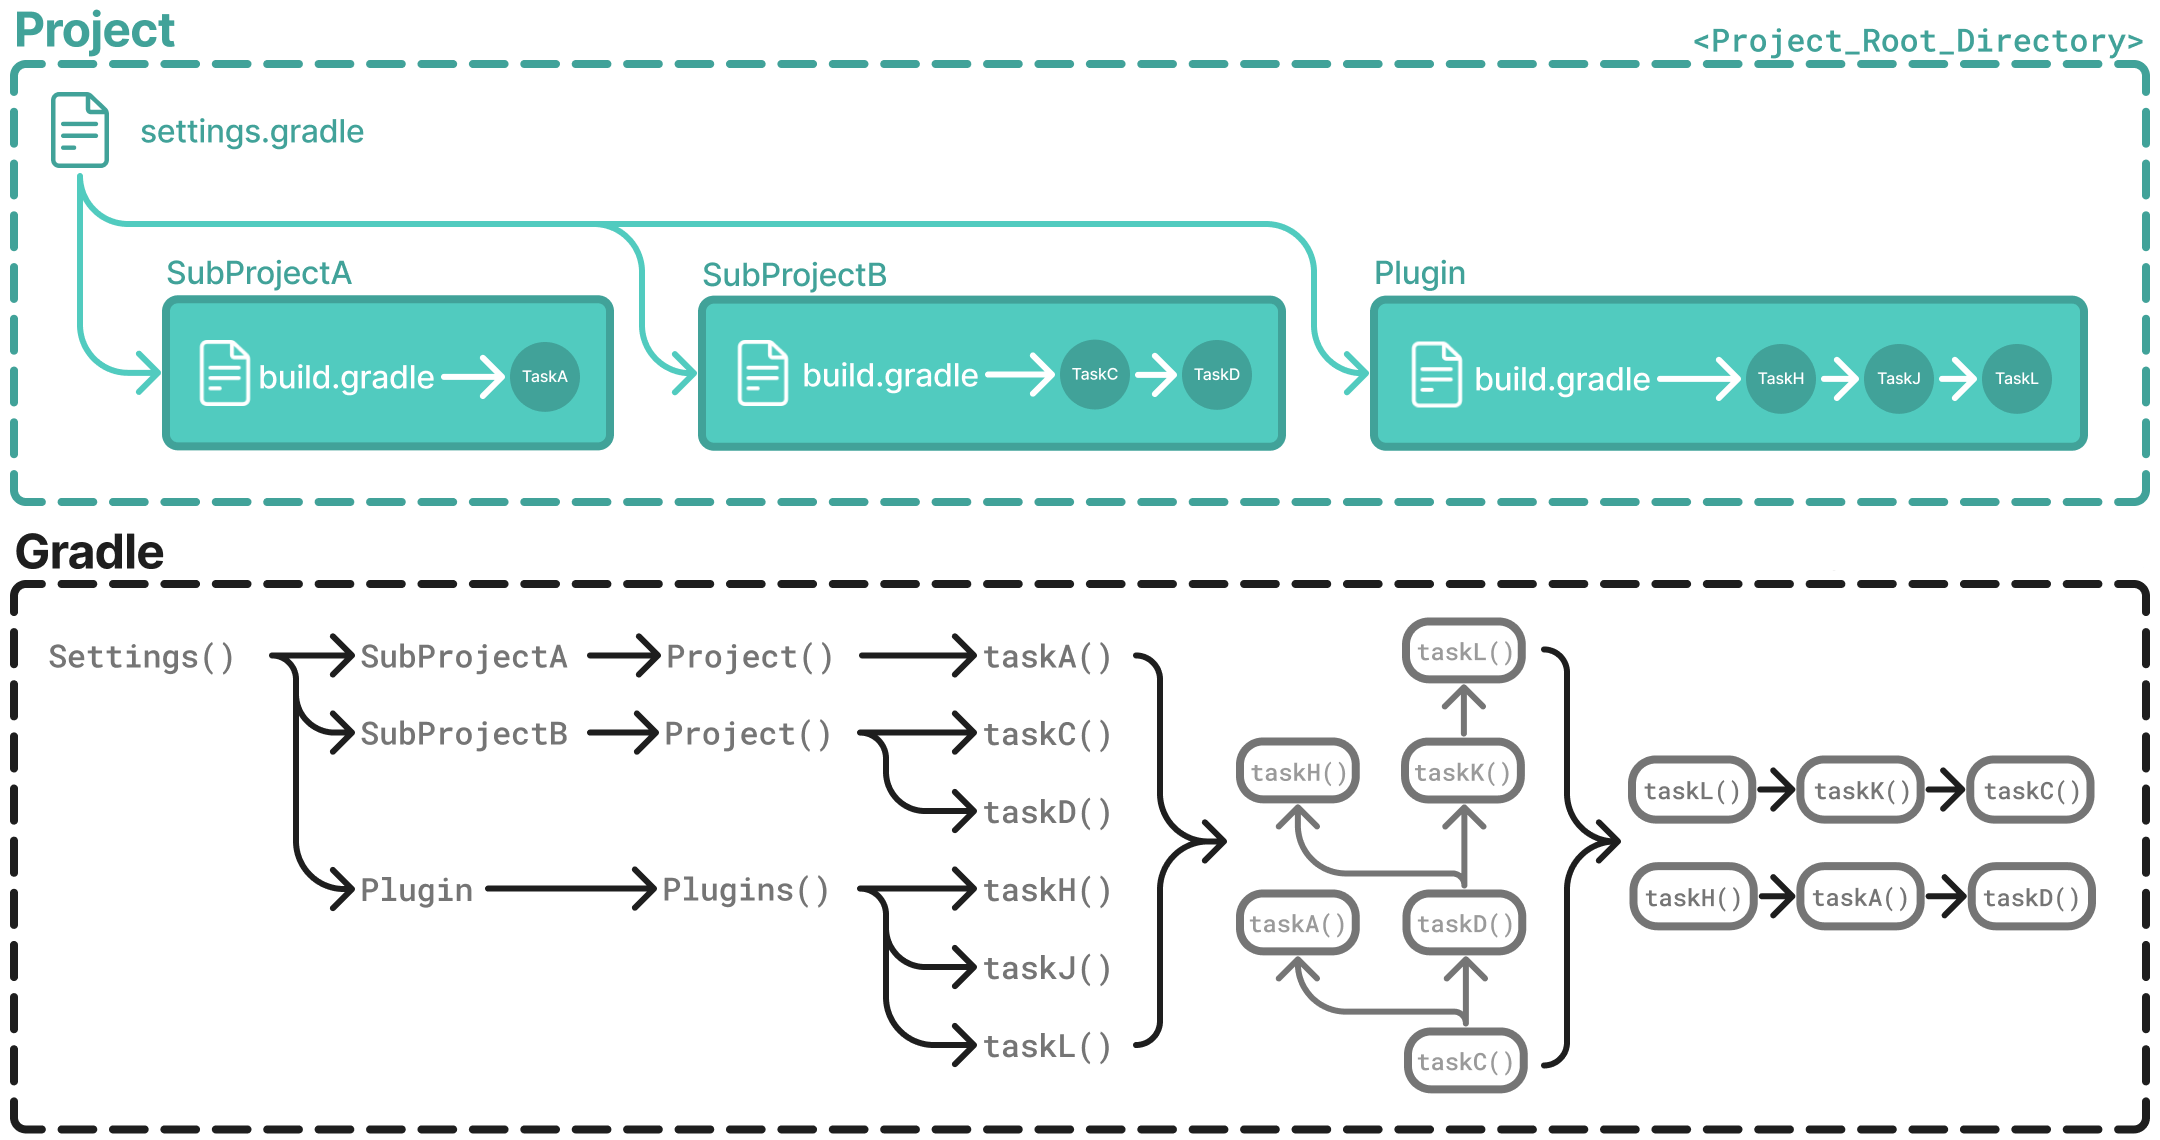 Project
<Project_Root_Directory>
settings.gradle
SubProjectA
SubProjectB
Plugin
build.gradle
TaskA
build.gradle
TaskC
TaskD
build.gradle
TaskH
TaskJ
TaskL
Gradle
Settings()
SubProjectA
Project()
taskA()
SubProjectB
Project()
taskC()
taskD()
Plugin
Plugins()
taskH()
taskJ()
taskL()
taskL()
taskH()
taskK()
taskA()
taskD()
taskC()
taskL()
taskK()
taskC()
taskH()
taskA()
taskD()